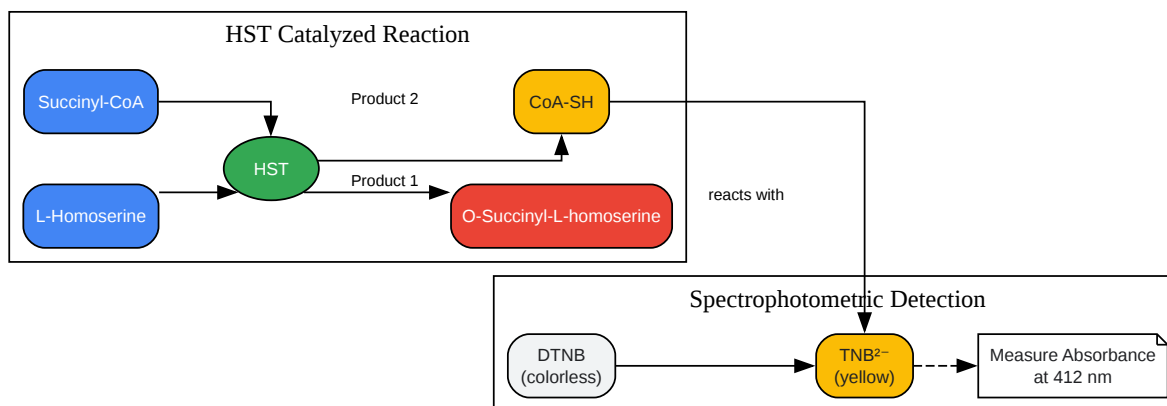 HST Catalyzed Reaction
Succinyl-CoA
Product 2
CoA-SH
HST
Product 1
L-Homoserine
O-Succinyl-L-homoserine
reacts with
Spectrophotometric Detection
DTNB
(colorless)
TNB²⁻
(yellow)
Measure Absorbance
at 412 nm